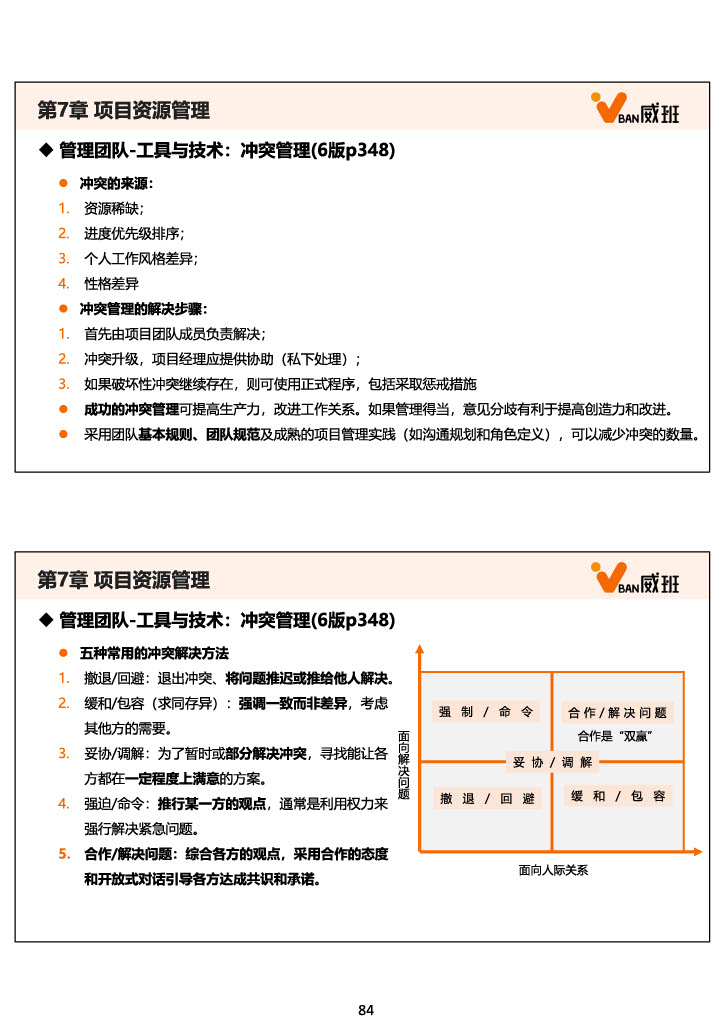 第7章 项目资源管理
VBAN威班
◆ 管理团队-工具与技术：冲突管理(6版p348)
● 冲突的来源：
1. 资源稀缺；
2. 进度优先级排序；
3. 个人工作风格差异；
4. 性格差异
● 冲突管理的解决步骤：
1. 首先由项目团队成员负责解决；
2. 冲突升级，项目经理应提供协助（私下处理）；
3. 如果破坏性冲突继续存在，则可使用正式程序，包括采取惩戒措施
● 成功的冲突管理可提高生产力，改进工作关系。如果管理得当，意见分歧有利于提高创造力和改进。
● 采用团队基本规则、团队规范及成熟的项目管理实践（如沟通规划和角色定义），可以减少冲突的数量。
第7章 项目资源管理
VBAN威班
◆ 管理团队-工具与技术：冲突管理(6版p348)
● 五种常用的冲突解决方法
1. 撤退/回避：退出冲突、将问题推迟或推给他人解决。
2. 缓和/包容（求同存异）：强调一致而非差异，考虑
其他方的需要。
3. 妥协/调解：为了暂时或部分解决冲突，寻找能让各
方都在一定程度上满意的方案。
4. 强迫/命令：推行某一方的观点，通常是利用权力来
强行解决紧急问题。
5. 合作/解决问题：综合各方的观点，采用合作的态度
和开放式对话引导各方达成共识和承诺。
面向解决问题
强 制 / 命 令
合作/解决问题
合作是“双赢”
妥 协 / 调 解
撤 退 / 回 避
缓 和 / 包 容
面向人际关系
84